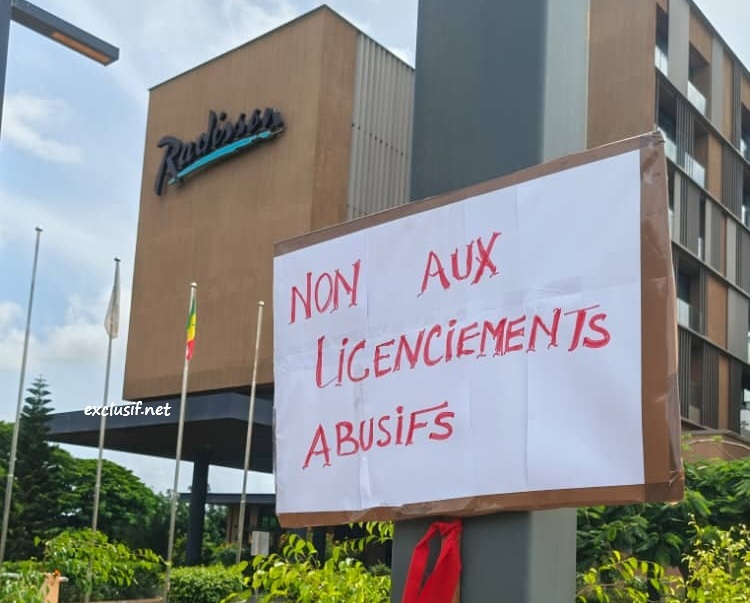 Radisson
NON AUX
LICENCIEMENTS
ABUSIFS
exclusif.net